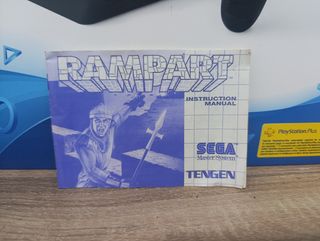 RAMPART
INSTRUCTION
MANUAL
SEGA
Master System
TENGEN
PlayStation Plus